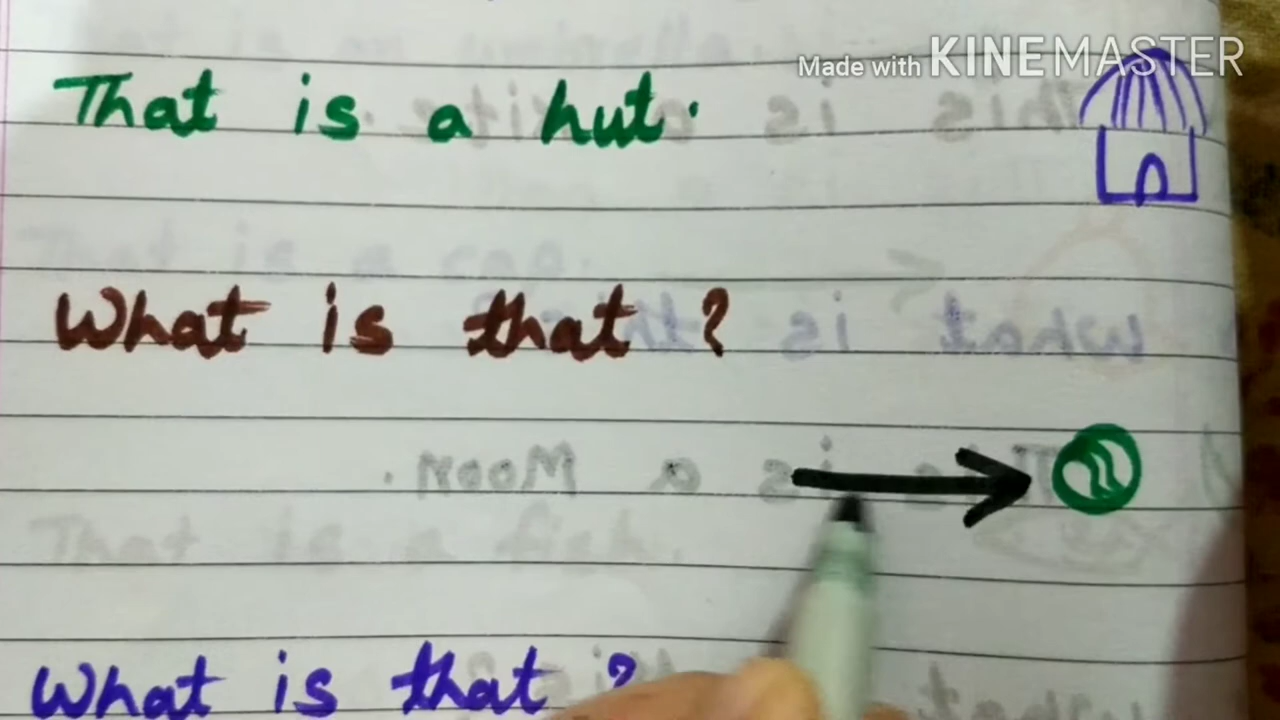 Made with KINEMASTER
That is a hut.
What is that ?
What is that ?